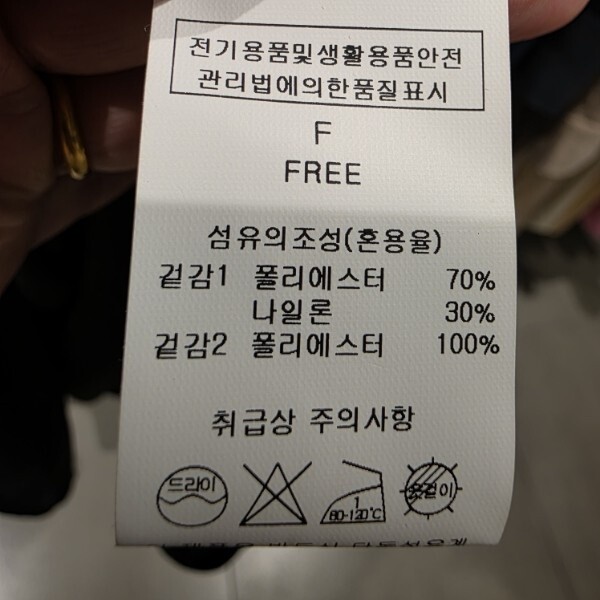 전기용품및생활용품안전
관리법에의한품질표시
F
FREE
섬유의조성(혼용율)
겉감1 폴리에스터 70%
나일론 30%
겉감2 폴리에스터 100%
취급상 주의사항
드라이
1
80-120℃
옷걸이